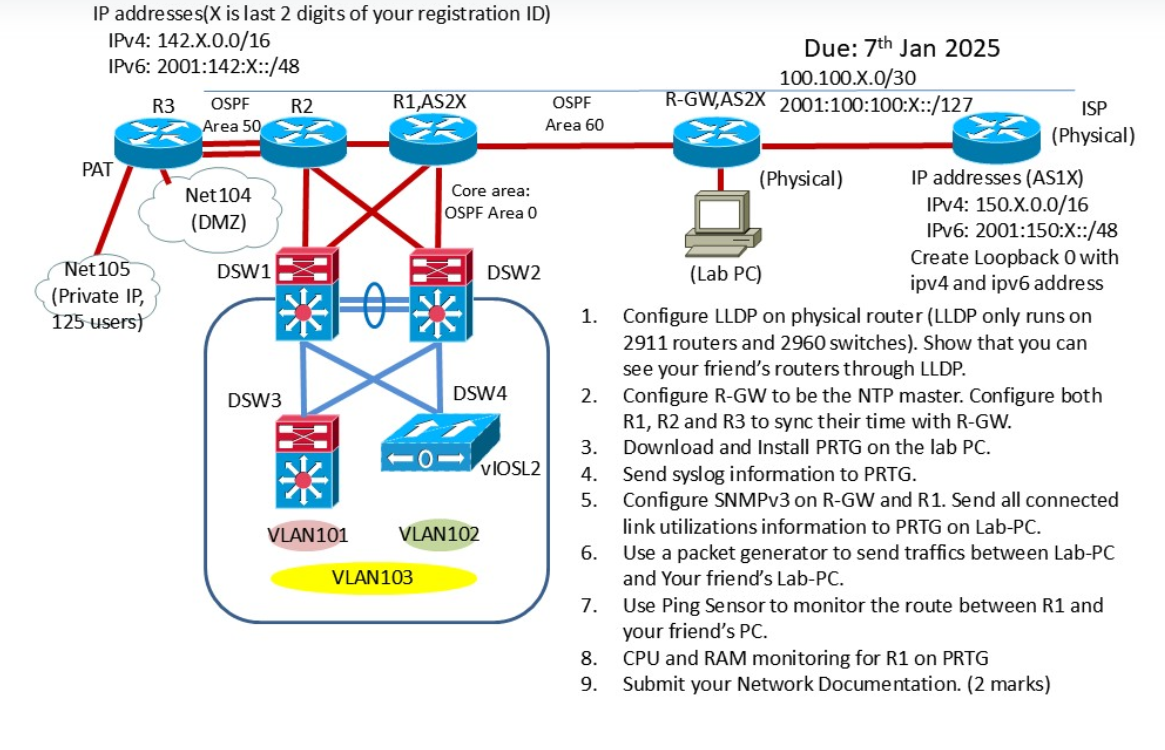 IP addresses(X is last 2 digits of your registration ID)
IPv4: 142.X.0.0/16
IPv6: 2001:142:X::/48
Due: 7th Jan 2025
100.100.X.0/30
2001:100:100:X::/127
R3
OSPF
Area 50
R2
R1,AS2X
OSPF
Area 60
R-GW,AS2X
ISP
(Physical)
PAT
Net104
(DMZ)
Core area:
OSPF Area 0
(Physical)
IP addresses (AS1X)
IPv4: 150.X.0.0/16
IPv6: 2001:150:X::/48
Create Loopback 0 with
ipv4 and ipv6 address
(Lab PC)
Net105
(Private IP,
125 users)
DSW1
DSW2
DSW3
DSW4
vIOSL2
VLAN101
VLAN102
VLAN103
1. Configure LLDP on physical router (LLDP only runs on
2911 routers and 2960 switches). Show that you can
see your friend's routers through LLDP.
2. Configure R-GW to be the NTP master. Configure both
R1, R2 and R3 to sync their time with R-GW.
3. Download and Install PRTG on the lab PC.
4. Send syslog information to PRTG.
5. Configure SNMPv3 on R-GW and R1. Send all connected
link utilizations information to PRTG on Lab-PC.
6. Use a packet generator to send traffics between Lab-PC
and Your friend's Lab-PC.
7. Use Ping Sensor to monitor the route between R1 and
your friend's PC.
8. CPU and RAM monitoring for R1 on PRTG
9. Submit your Network Documentation. (2 marks)